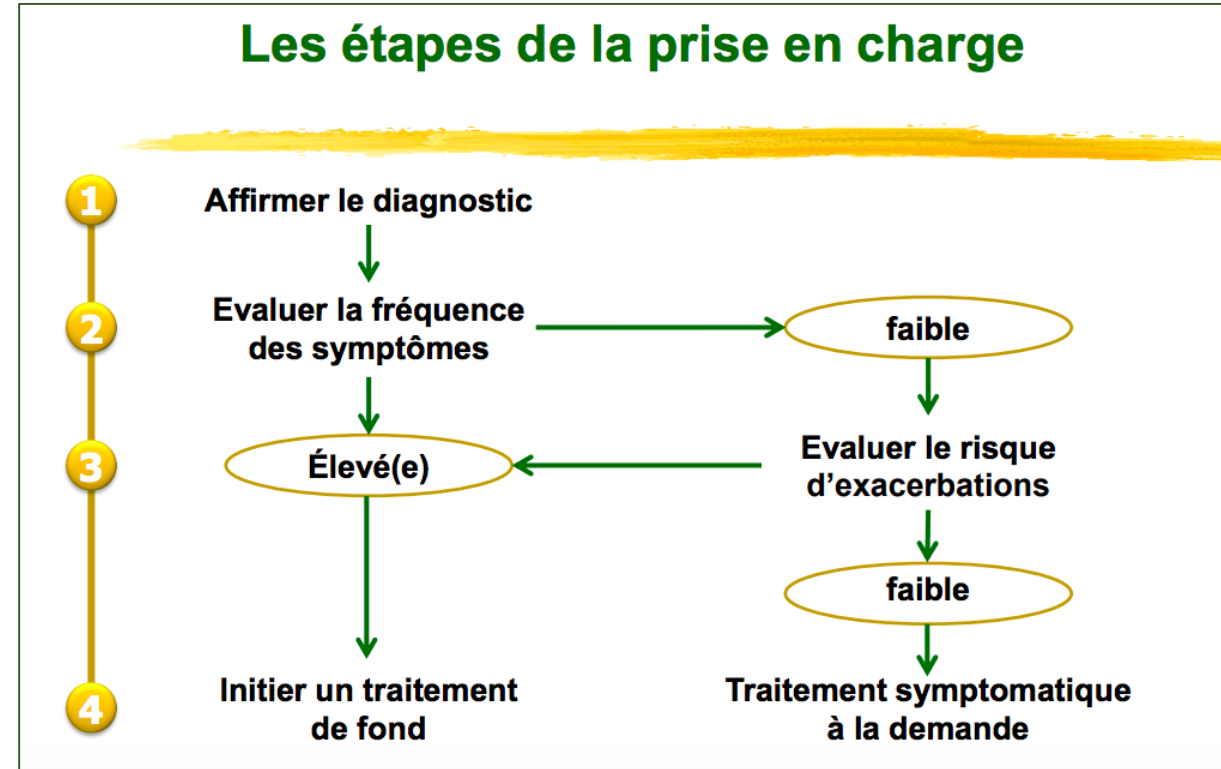 Les étapes de la prise en charge
1
Affirmer le diagnostic
2
Evaluer la fréquence
des symptômes
faible
3
Élevé(e)
Evaluer le risque
d'exacerbations
faible
4
Initier un traitement
de fond
Traitement symptomatique
à la demande